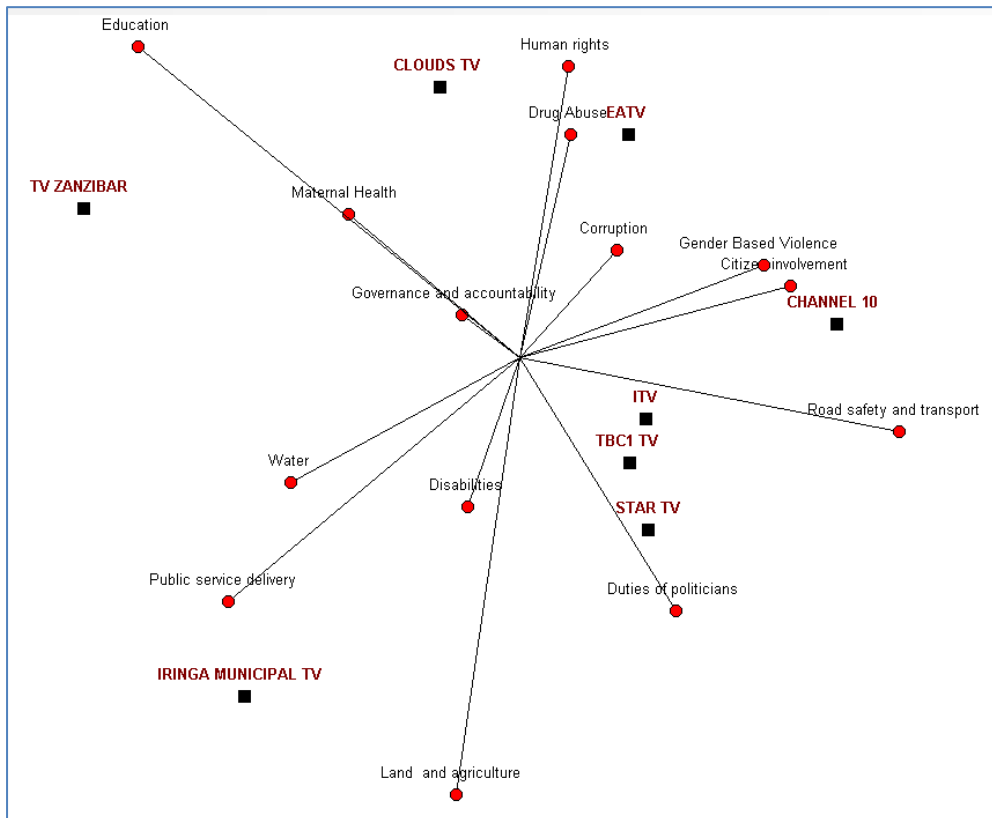 Education
Human rights
CLOUDS TV
Drug Abuse
EATV
TV ZANZIBAR
Maternal Health
Corruption
Gender Based Violence
Citizen involvement
Governance and accountability
CHANNEL 10
ITV
Road safety and transport
TBC1 TV
Water
Disabilities
STAR TV
Public service delivery
Duties of politicians
IRINGA MUNICIPAL TV
Land and agriculture